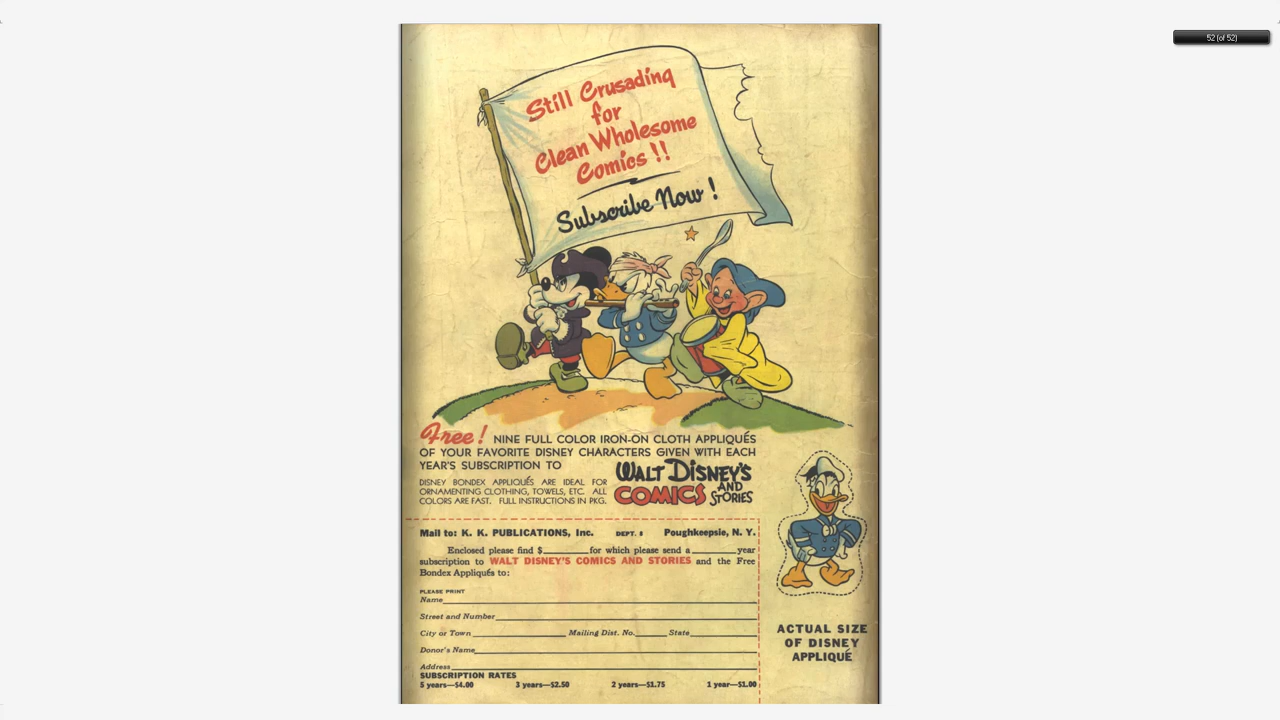 52 (of 52)
Still Crusading
for
Clean Wholesome
Comics !!
Subscribe Now !
Free! NINE FULL COLOR IRON-ON CLOTH APPLIQUÉS
OF YOUR FAVORITE DISNEY CHARACTERS GIVEN WITH EACH
YEAR'S SUBSCRIPTION TO
WALT DISNEY'S
COMICS AND
STORIES
DISNEY BONDEX APPLIQUÉS ARE IDEAL FOR
ORNAMENTING CLOTHING, TOWELS, ETC. ALL
COLORS ARE FAST. FULL INSTRUCTIONS IN PKG.
Mail to: K. K. PUBLICATIONS, Inc. DEPT. 8 Poughkeepsie, N. Y.
Enclosed please find $ for which please send a year
subscription to WALT DISNEY'S COMICS AND STORIES and the Free
Bondex Appliqués to:
PLEASE PRINT
Name
Street and Number
City or Town Mailing Dist. No. State
Donor's Name
Address
SUBSCRIPTION RATES
5 years—$4.00 3 years—$2.50 2 years—$1.75 1 year—$1.00
ACTUAL SIZE
OF DISNEY
APPLIQUÉ